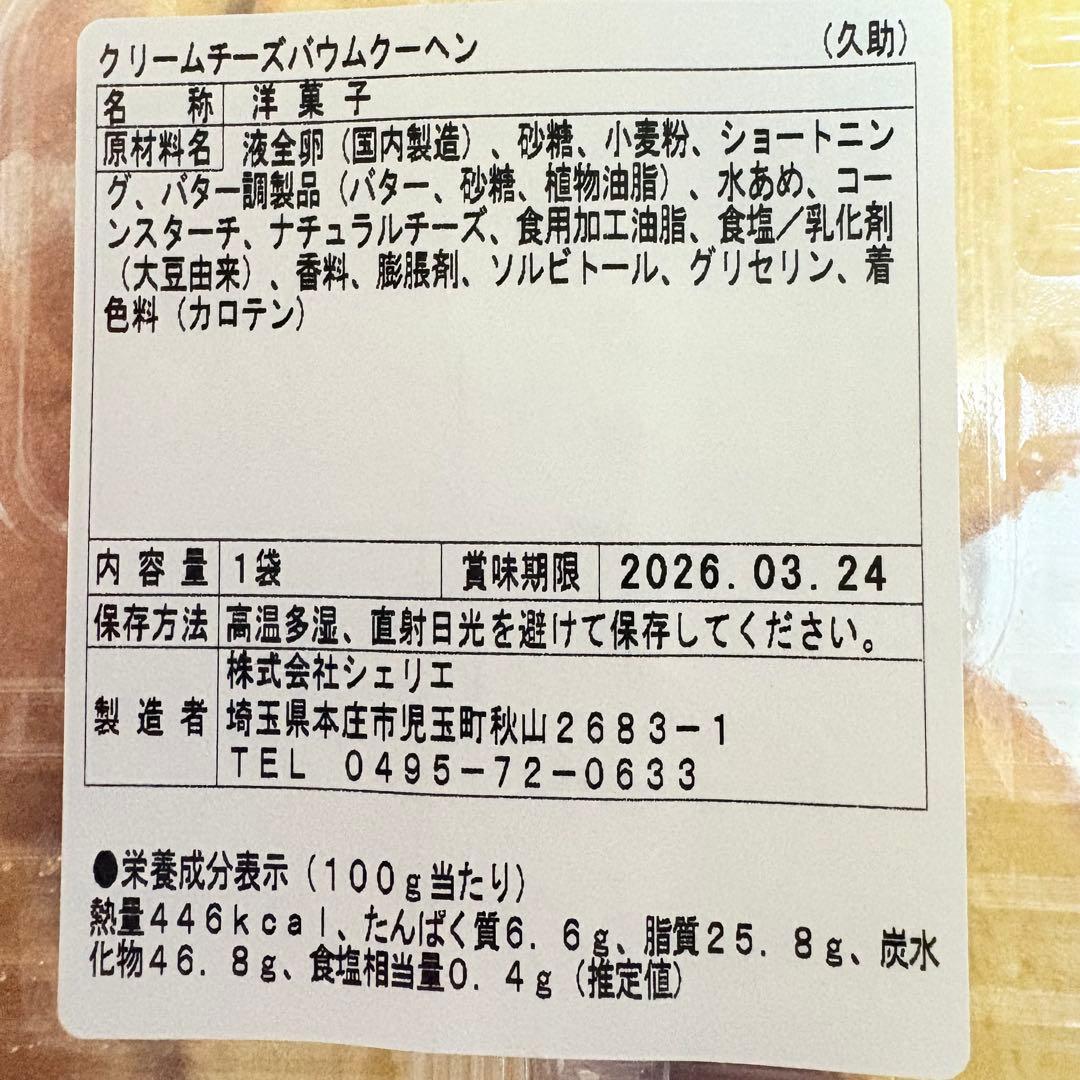 クリームチーズバウムクーヘン （久助）
名称 洋菓子
原材料名 液全卵（国内製造）、砂糖、小麦粉、ショートニン
グ、バター調製品（バター、砂糖、植物油脂）、水あめ、コー
ンスターチ、ナチュラルチーズ、食用加工油脂、食塩／乳化剤
（大豆由来）、香料、膨脹剤、ソルビトール、グリセリン、着
色料（カロテン）
内容量 １袋 賞味期限 2026.03.24
保存方法 高温多湿、直射日光を避けて保存してください。
株式会社シェリエ
製造者 埼玉県本庄市児玉町秋山２６８３－１
ＴＥＬ ０４９５－７２－０６３３
●栄養成分表示（１００ｇ当たり）
熱量４４６ｋｃａｌ、たんぱく質６．６ｇ、脂質２５．８ｇ、炭水
化物４６．８ｇ、食塩相当量０．４ｇ（推定値）